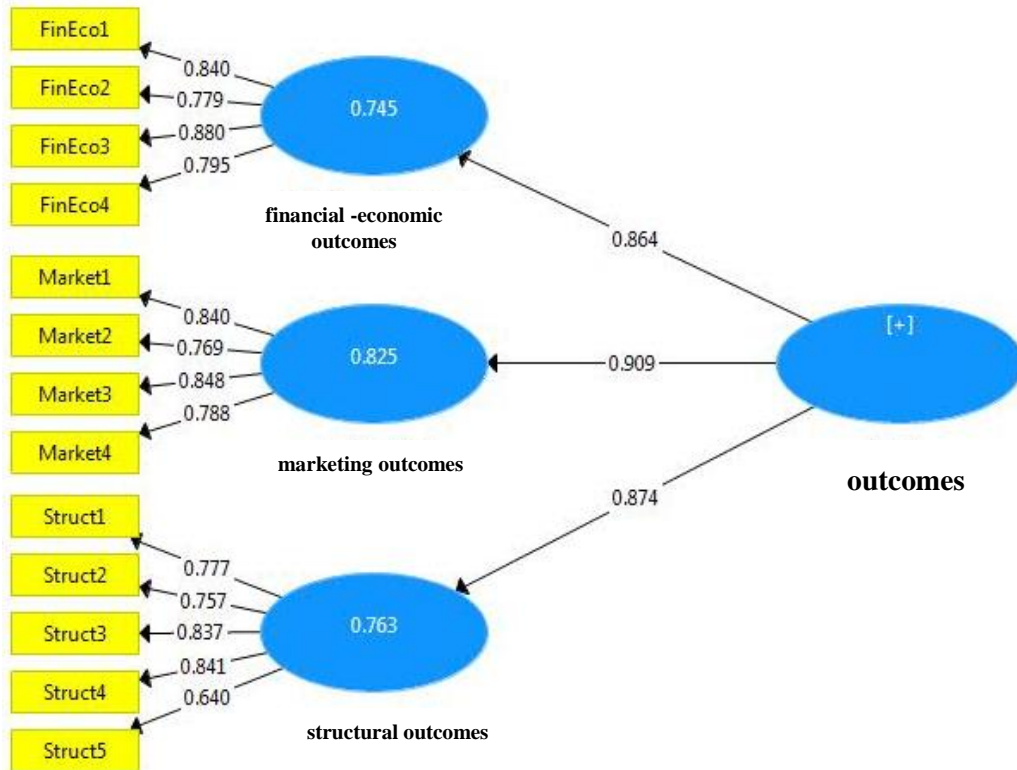 FinEco1
0.840
FinEco2
0.779
0.745
FinEco3
0.880
0.795
FinEco4
financial -economic
outcomes
0.864
Market1
0.840
Market2
0.769
0.825
Market3
0.848
0.788
Market4
marketing outcomes
0.909
[+]
outcomes
0.874
Struct1
0.777
Struct2
0.757
0.763
Struct3
0.837
0.841
Struct4
0.640
Struct5
structural outcomes